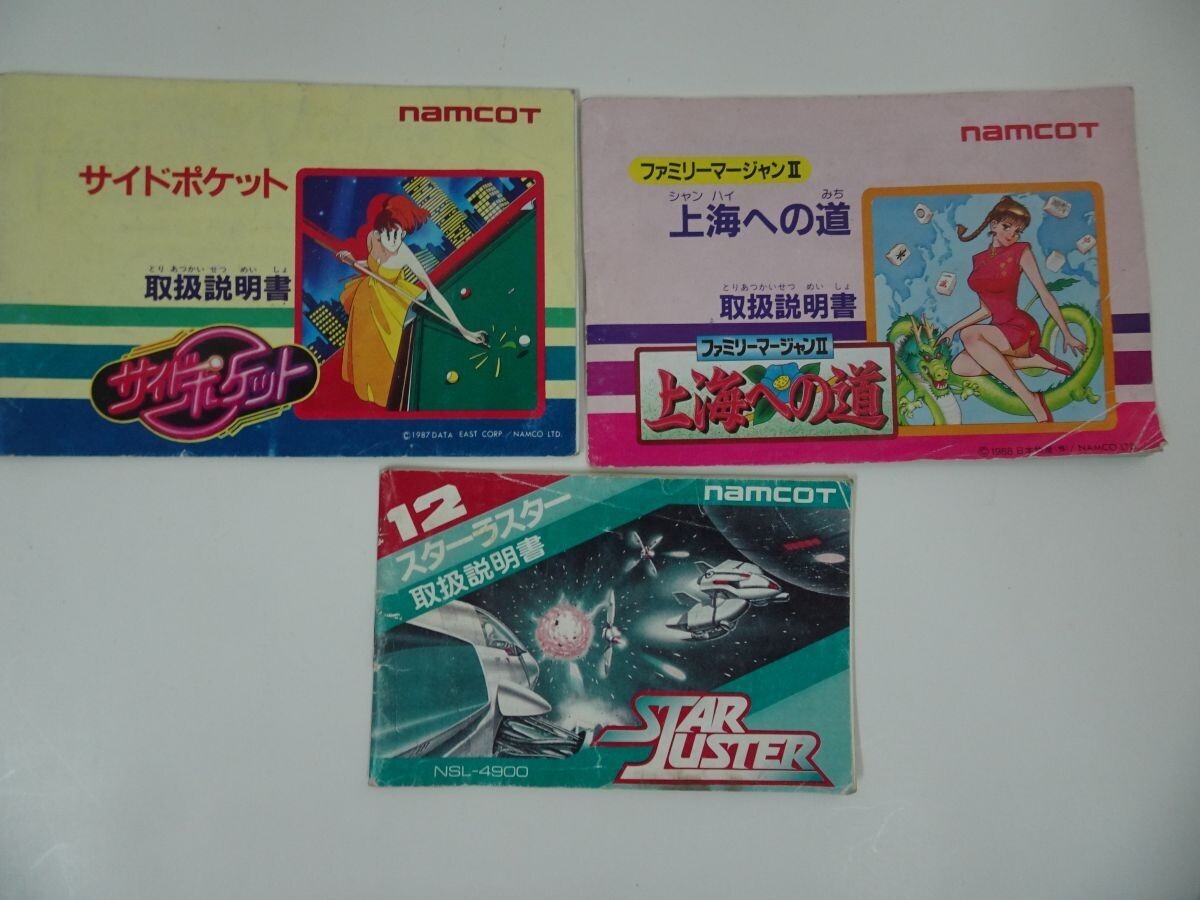 namcoT
サイドポケット
とりあつかいせつめいしょ
取扱説明書
サイドポケット
©1987 DATA EAST CORP／NAMCO LTD.
namcoT
ファミリーマージャンII
シャンハイ みち
上海への道
とりあつかいせつめいしょ
取扱説明書
ファミリーマージャンII
上海への道
©1988 日本 ／NAMCO LTD.
12
namcoT
スターラスター
取扱説明書
STAR
LUSTER
NSL-4900